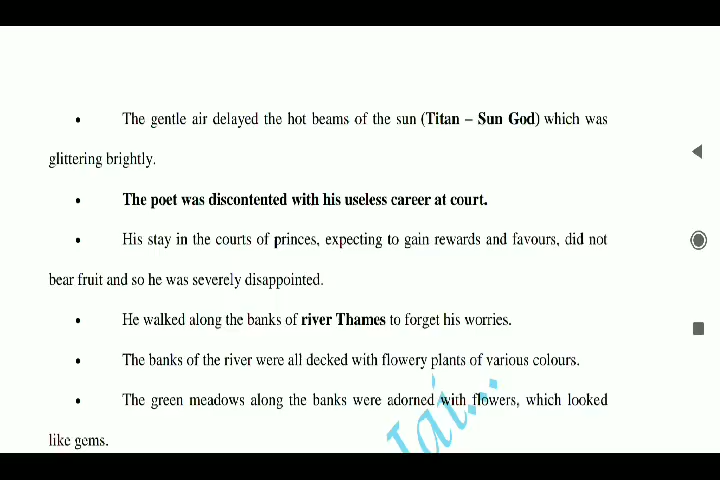 • The gentle air delayed the hot beams of the sun (Titan – Sun God) which was
glittering brightly.
• The poet was discontented with his useless career at court.
• His stay in the courts of princes, expecting to gain rewards and favours, did not
bear fruit and so he was severely disappointed.
• He walked along the banks of river Thames to forget his worries.
• The banks of the river were all decked with flowery plants of various colours.
• The green meadows along the banks were adorned with flowers, which looked
like gems.
Jai...